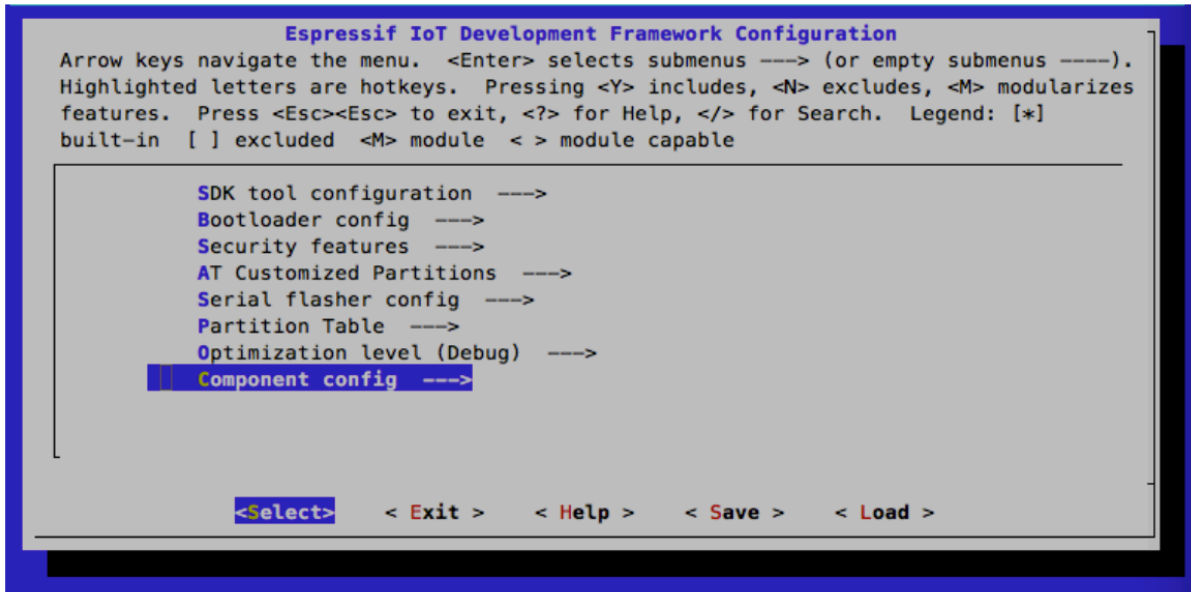 Espressif IoT Development Framework Configuration
Arrow keys navigate the menu.  <Enter> selects submenus ---> (or empty submenus ----).
Highlighted letters are hotkeys.  Pressing <Y> includes, <N> excludes, <M> modularizes
features.  Press <Esc><Esc> to exit, <?> for Help, </> for Search.  Legend: [*]
built-in  [ ] excluded  <M> module  < > module capable
SDK tool configuration  --->
Bootloader config  --->
Security features  --->
AT Customized Partitions  --->
Serial flasher config  --->
Partition Table  --->
Optimization level (Debug)  --->
Component config  --->
<Select>    < Exit >    < Help >    < Save >    < Load >